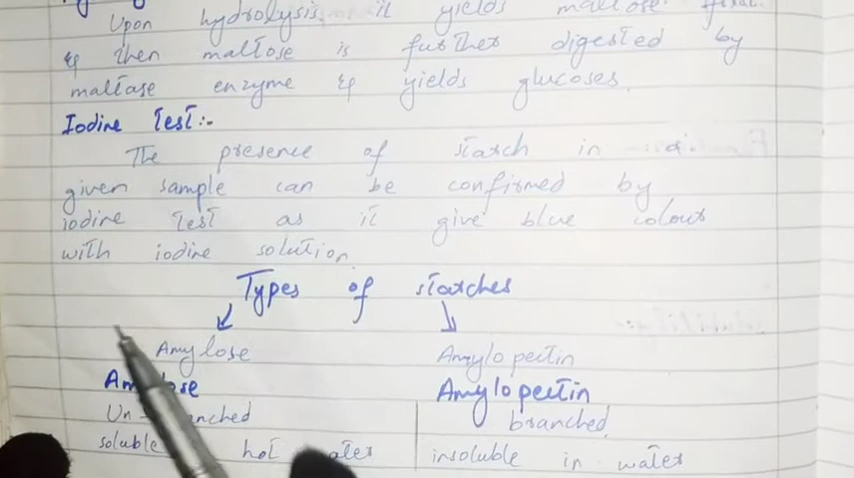 Upon hydrolysis it yields maltose first
& then maltose is further digested by
maltase enzyme & yields glucoses.
Iodine Test:-
The presence of starch in a
given sample can be confirmed by
iodine test as it give blue colour
with iodine solution.
Types of starches
Amylose Amylopectin
Amylopectin
branched
soluble hot insoluble in water